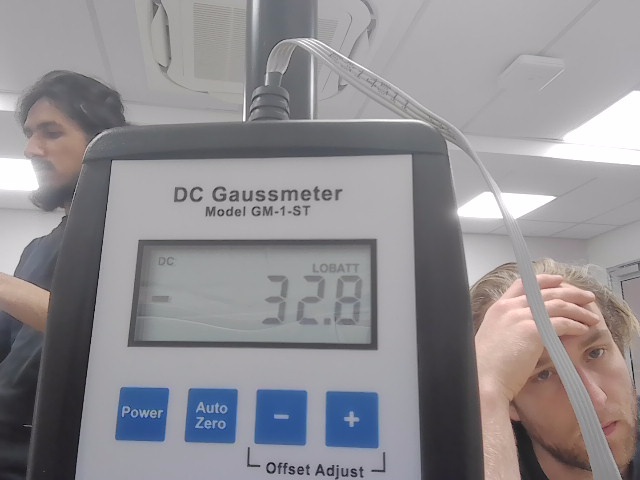 DC Gaussmeter
Model GM-1-ST
DC
LOBATT
- 32.8
Power
Auto
Zero
-
+
Offset Adjust